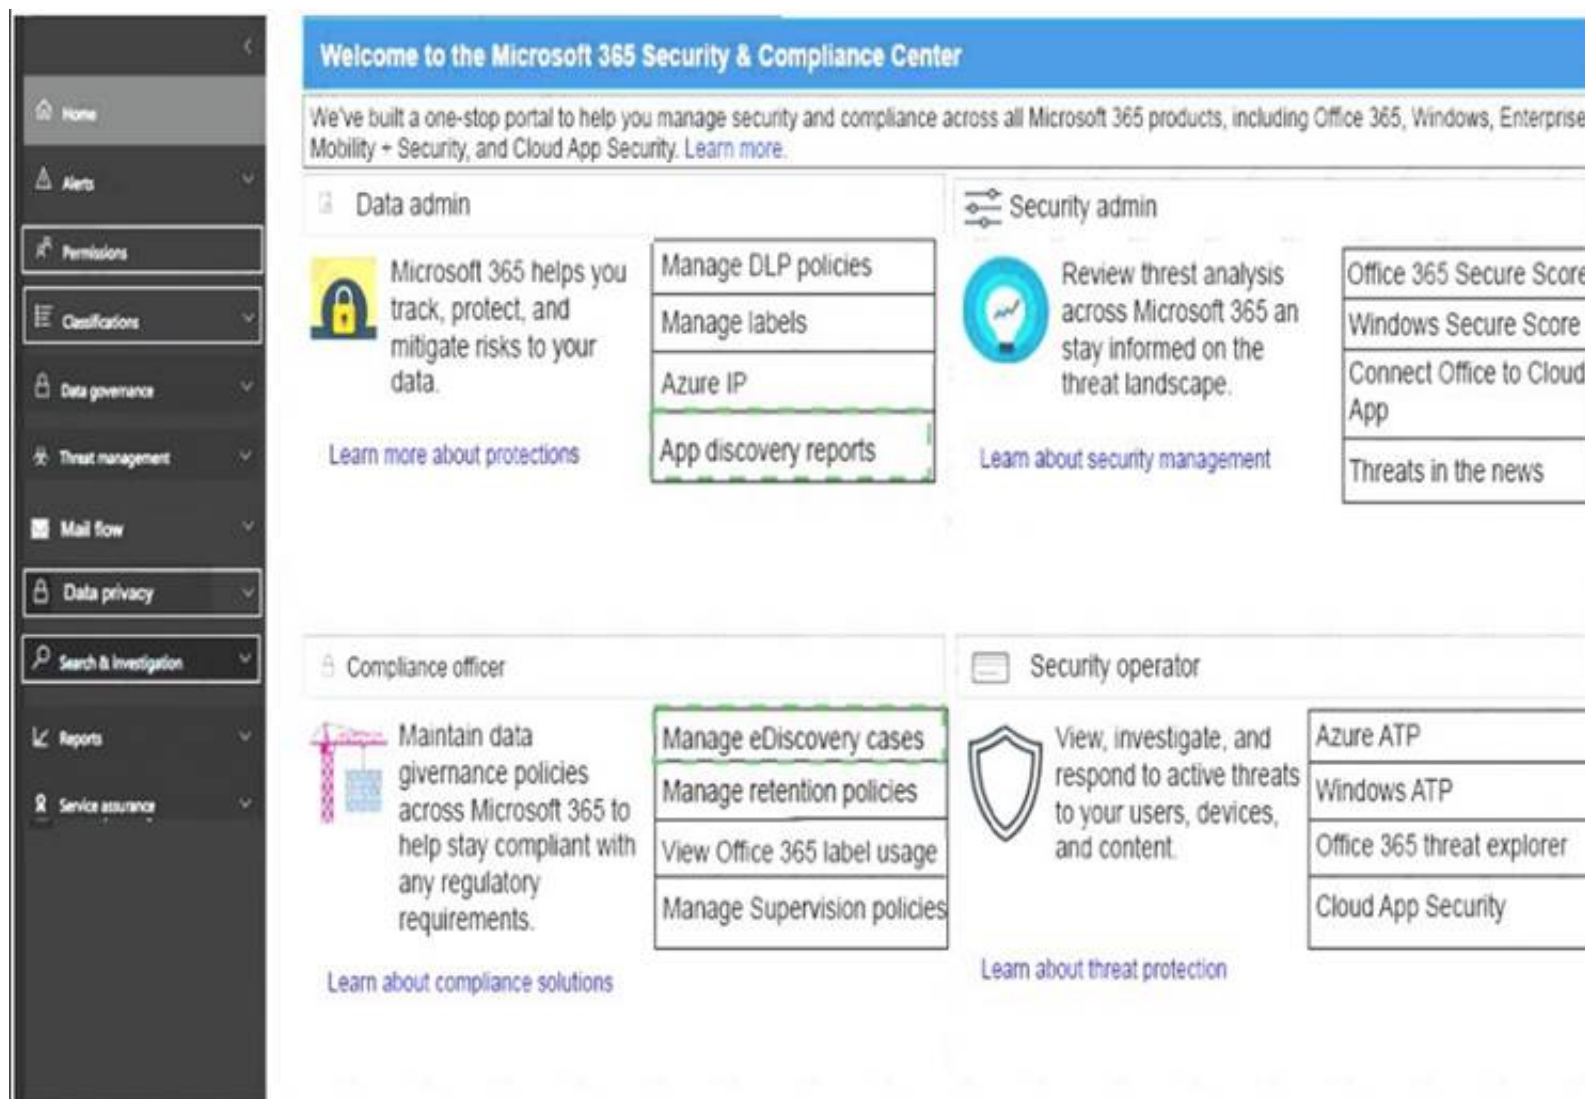 Welcome to the Microsoft 365 Security & Compliance Center
We've built a one-stop portal to help you manage security and compliance across all Microsoft 365 products, including Office 365, Windows, Enterprise
Mobility + Security, and Cloud App Security. Learn more.
Home
Alerts
Permissions
Classifications
Data governance
Threat management
Mail flow
Data privacy
Search & investigation
Reports
Service assurance
Data admin
Microsoft 365 helps you
track, protect, and
mitigate risks to your
data.
Learn more about protections
Manage DLP policies
Manage labels
Azure IP
App discovery reports
Security admin
Review threst analysis
across Microsoft 365 an
stay informed on the
threat landscape.
Learn about security management
Office 365 Secure Score
Windows Secure Score
Connect Office to Cloud
App
Threats in the news
Compliance officer
Maintain data
givernance policies
across Microsoft 365 to
help stay compliant with
any regulatory
requirements.
Learn about compliance solutions
Manage eDiscovery cases
Manage retention policies
View Office 365 label usage
Manage Supervision policies
Security operator
View, investigate, and
respond to active threats
to your users, devices,
and content.
Learn about threat protection
Azure ATP
Windows ATP
Office 365 threat explorer
Cloud App Security